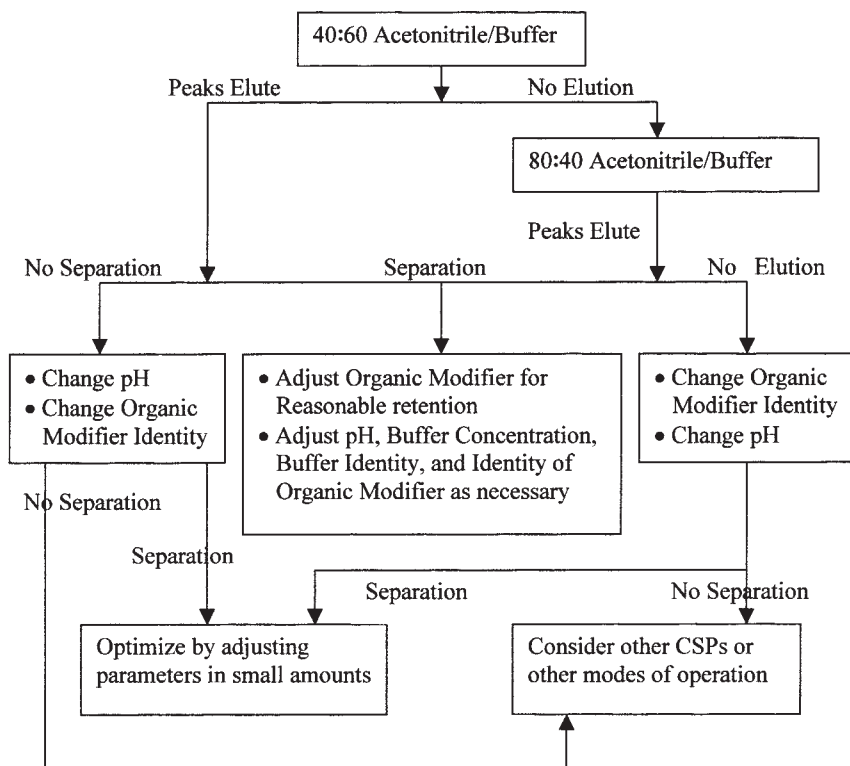 40:60 Acetonitrile/Buffer
Peaks Elute
No Elution
80:40 Acetonitrile/Buffer
Peaks Elute
No Separation
Separation
No Elution
• Change pH
• Change Organic
Modifier Identity
• Adjust Organic Modifier for
Reasonable retention
• Adjust pH, Buffer Concentration,
Buffer Identity, and Identity of
Organic Modifier as necessary
• Change Organic
Modifier Identity
• Change pH
No Separation
Separation
Separation
No Separation
Optimize by adjusting
parameters in small amounts
Consider other CSPs or
other modes of operation